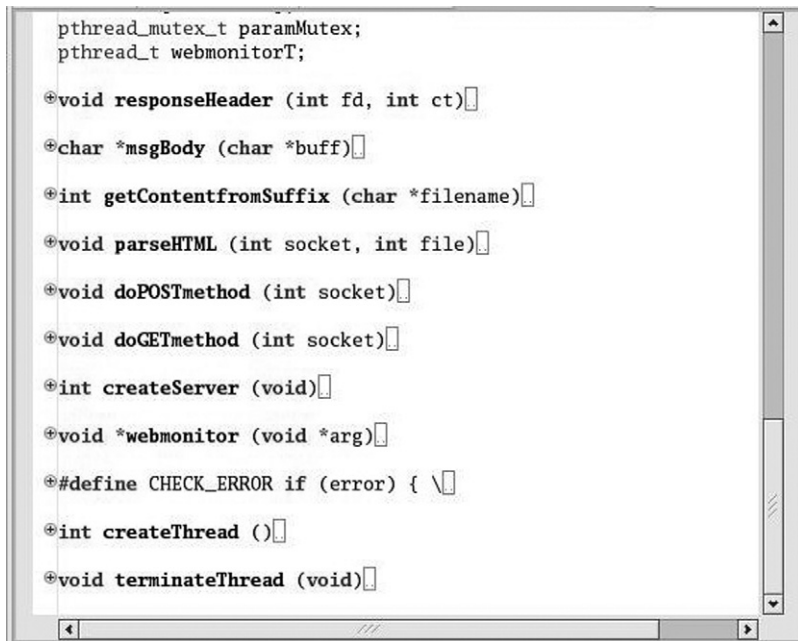 pthread_mutex_t paramMutex;
pthread_t webmonitorT;
void responseHeader (int fd, int ct)
char *msgBody (char *buff)
int getContentfromSuffix (char *filename)
void parseHTML (int socket, int file)
void doPOSTmethod (int socket)
void doGETmethod (int socket)
int createServer (void)
void *webmonitor (void *arg)
#define CHECK_ERROR if (error) { \
int createThread ()
void terminateThread (void)